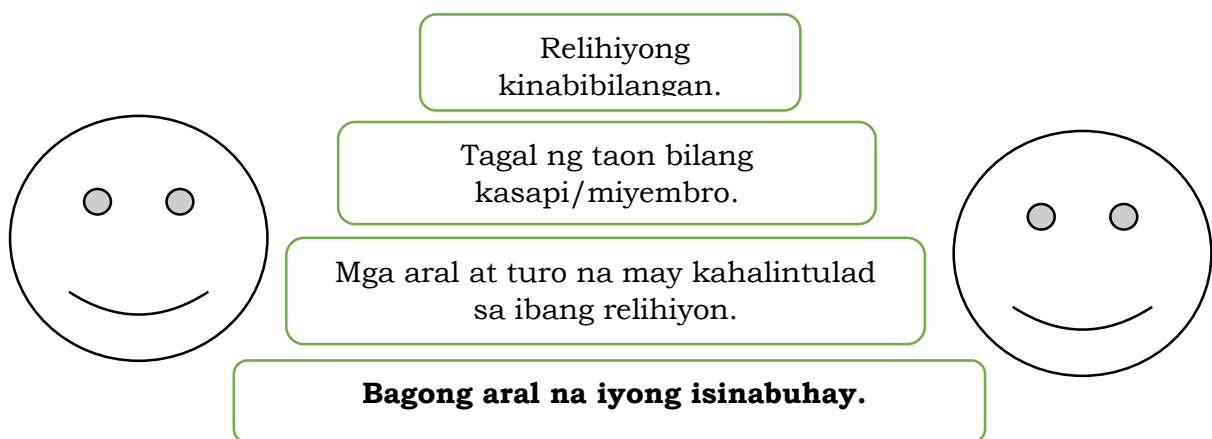 Relihiyong
kinabibilangan.
Tagal ng taon bilang
kasapi/miyembro.
Mga aral at turo na may kahalintulad
sa ibang relihiyon.
Bagong aral na iyong isinabuhay.